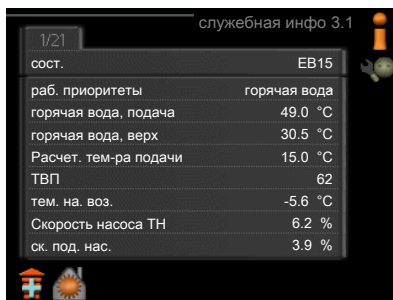 служебная инфо 3.1
1/21
сост. EB15
раб. приоритеты горячая вода
горячая вода, подача 49.0 °C
горячая вода, верх 30.5 °C
Расчет. тем-ра подачи 15.0 °C
ТВП 62
тем. на. воз. -5.6 °C
Скорость насоса ТН 6.2 %
ск. под. нас. 3.9 %